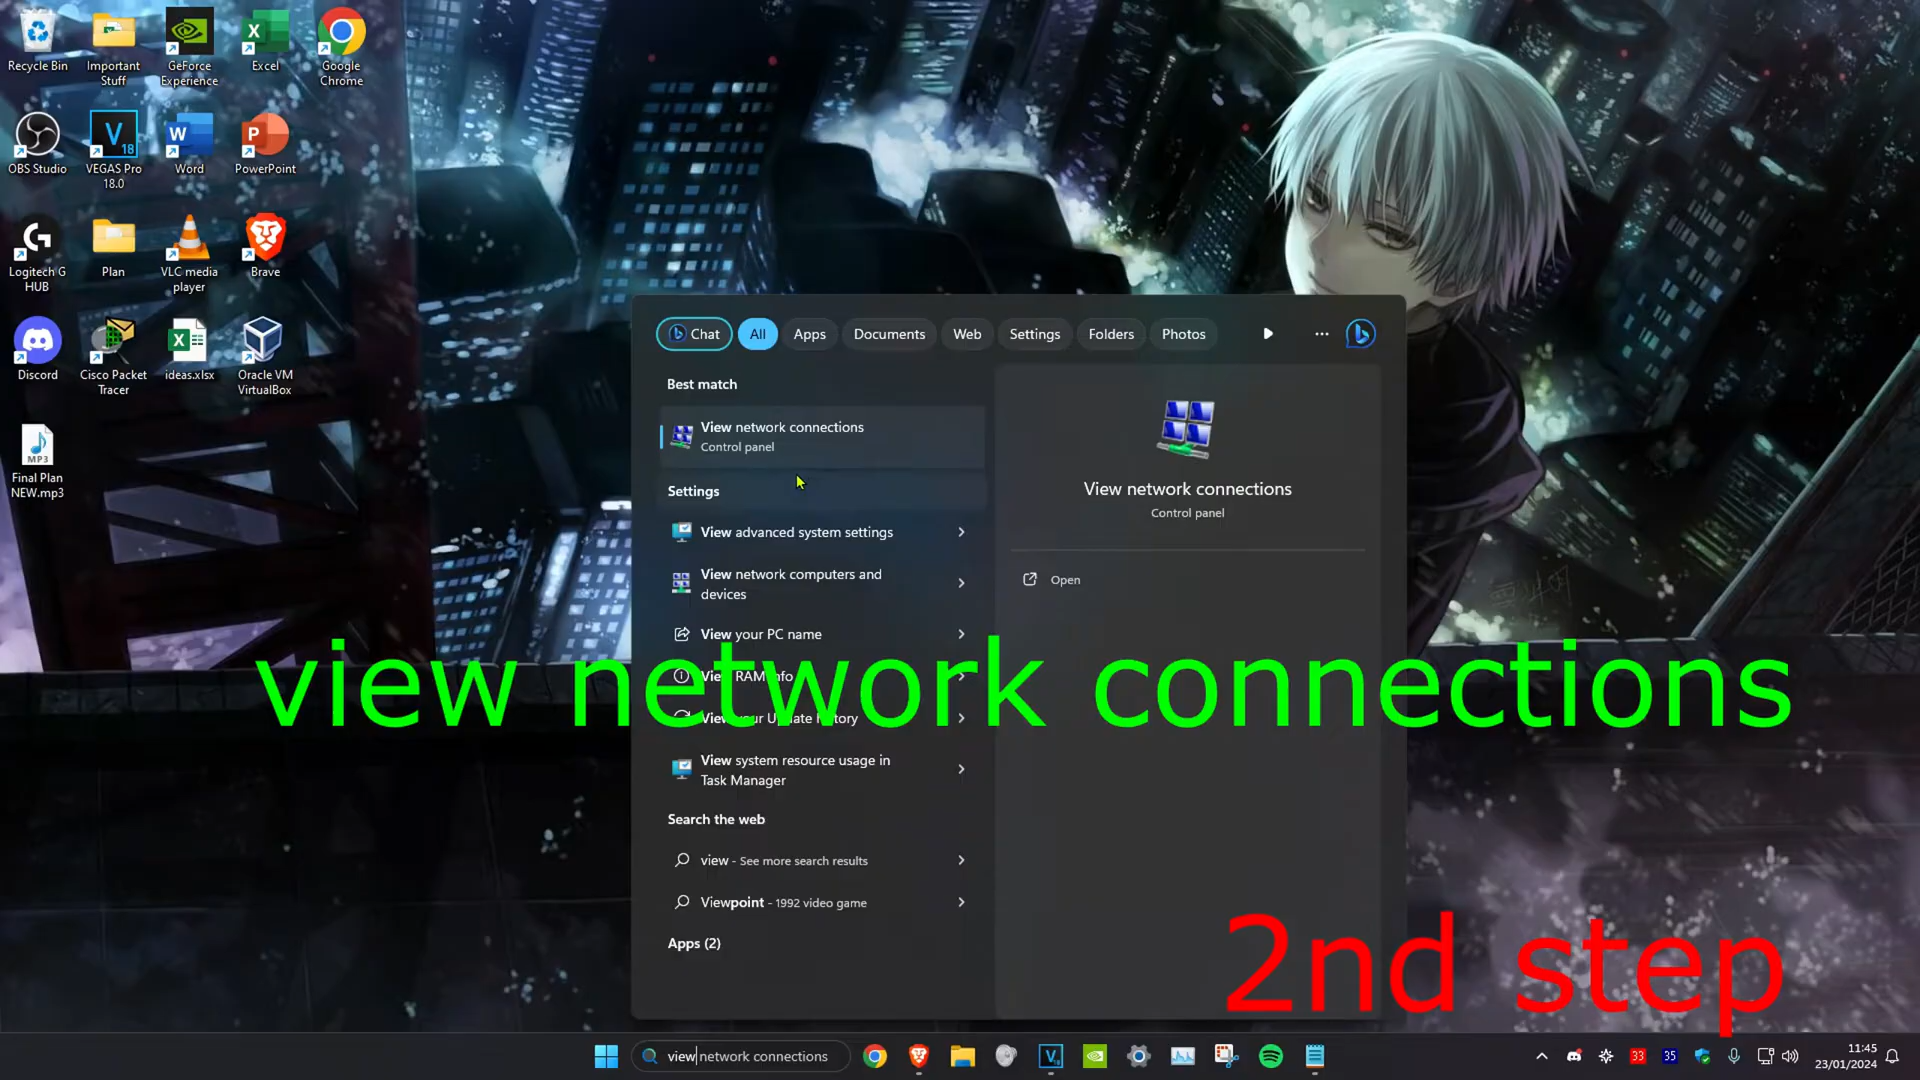 Recycle Bin
Important
Stuff
GeForce
Experience
Excel
Google
Chrome
OBS Studio
VEGAS Pro
18.0
Word
PowerPoint
Logitech G
HUB
Plan
VLC media
player
Brave
Discord
Cisco Packet
Tracer
ideas.xlsx
Oracle VM
VirtualBox
MP3
Final Plan
NEW.mp3
Chat
All
Apps
Documents
Web
Settings
Folders
Photos
Best match
View network connections
Control panel
Settings
View advanced system settings
View network computers and
devices
View your PC name
View RAM info
View your Update history
View system resource usage in
Task Manager
Search the web
view - See more search results
Viewpoint - 1992 video game
Apps (2)
View network connections
Control panel
Open
view network connections
2nd step
view network connections
33
35
11:45
23/01/2024